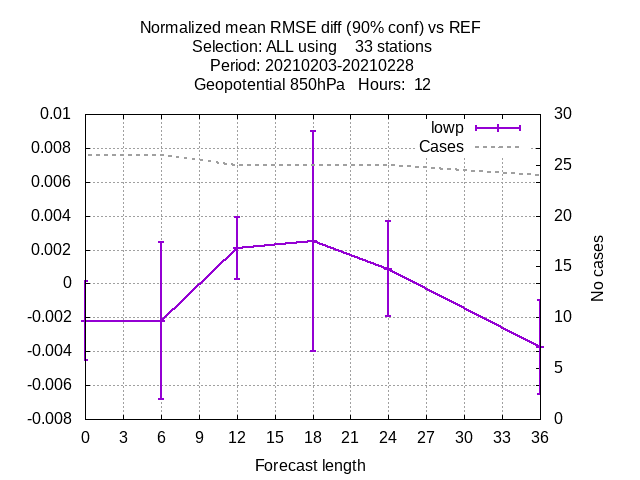 Normalized mean RMSE diff (90% conf) vs REF
Selection: ALL using    33 stations
Period: 20210203-20210228
Geopotential 850hPa   Hours:  12
lowp
Cases
0.01
0.008
0.006
0.004
0.002
0
-0.002
-0.004
-0.006
-0.008
30
25
20
15
10
5
0
No cases
0 3 6 9 12 15 18 21 24 27 30 33 36
Forecast length